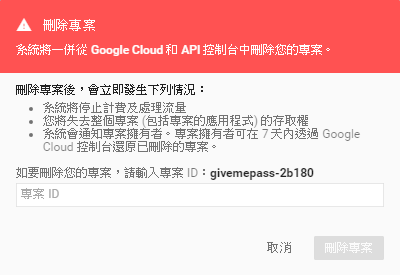 刪除專案
系統將一併從 Google Cloud 和 API 控制台中刪除您的專案。
刪除專案後，會立即發生下列情況：
• 系統將停止計費及處理流量
• 您將失去整個專案 (包括專案的應用程式) 的存取權
• 系統會通知專案擁有者。專案擁有者可在 7 天內透過 Google
Cloud 控制台還原已刪除的專案。
如要刪除您的專案，請輸入專案 ID：givemepass-2b180
專案 ID
取消 刪除專案